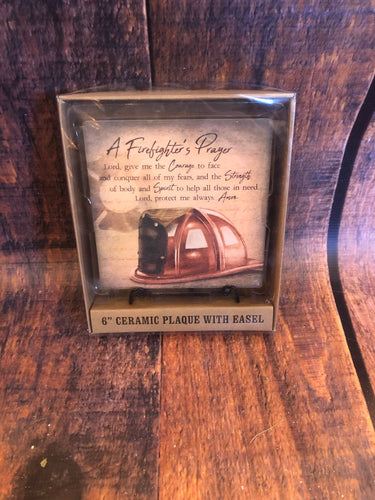 A Firefighter's Prayer
Lord, give me the Courage to face
and conquer all of my fears, and the Strength
of body and Spirit to help all those in need.
Lord, protect me always. Amen.
6" CERAMIC PLAQUE WITH EASEL